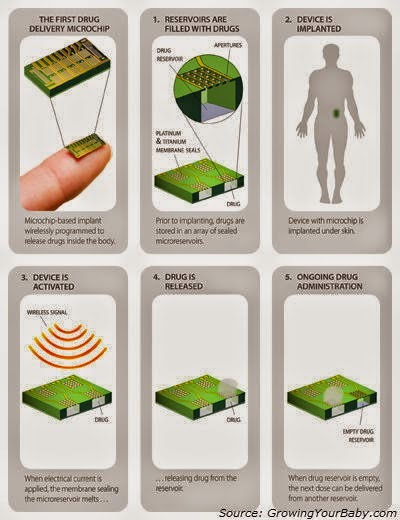 THE FIRST DRUG
DELIVERY MICROCHIP
Microchip-based implant
wirelessly programmed to
release drugs inside the body.
1. RESERVOIRS ARE
FILLED WITH DRUGS
DRUG
RESERVOIR
APERTURES
PLATINUM
& TITANIUM
MEMBRANE SEALS
DRUG
Prior to implanting, drugs are
stored in an array of sealed
microreservoirs.
2. DEVICE IS
IMPLANTED
Device with microchip is
implanted under skin.
3. DEVICE IS
ACTIVATED
WIRELESS SIGNAL
DRUG
When electrical current is
applied, the membrane sealing
the microreservoir melts ...
4. DRUG IS
RELEASED
DRUG
... releasing drug from the
reservoir.
5. ONGOING DRUG
ADMINISTRATION
EMPTY DRUG
RESERVOIR
When drug reservoir is empty,
the next dose can be delivered
from another reservoir.
Source: GrowingYourBaby.com